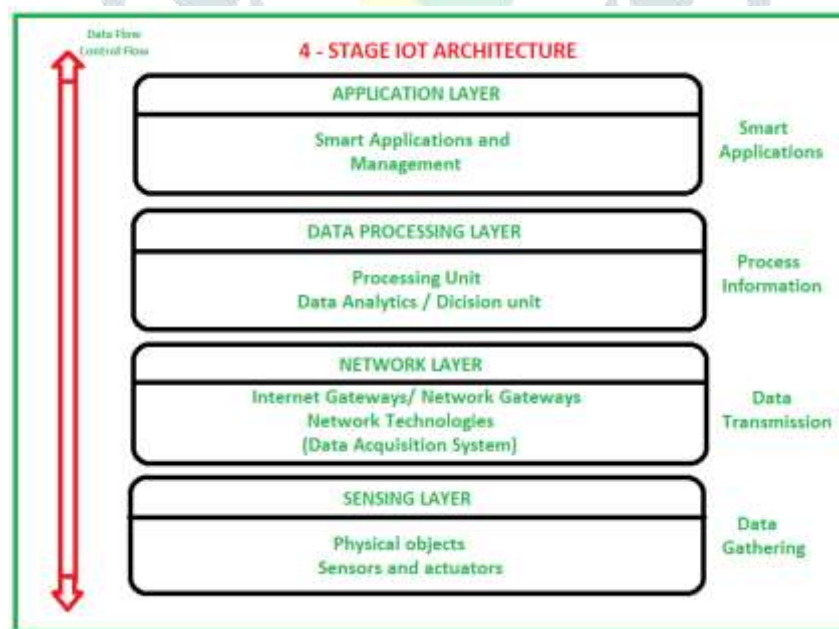 Data Flow
Control Flow
4 - STAGE IOT ARCHITECTURE
APPLICATION LAYER
Smart Applications and
Management
Smart
Applications
DATA PROCESSING LAYER
Processing Unit
Data Analytics / Dicision unit
Process
Information
NETWORK LAYER
Internet Gateways/ Network Gateways
Network Technologies
(Data Acquisition System)
Data
Transmission
SENSING LAYER
Physical objects
Sensors and actuators
Data
Gathering